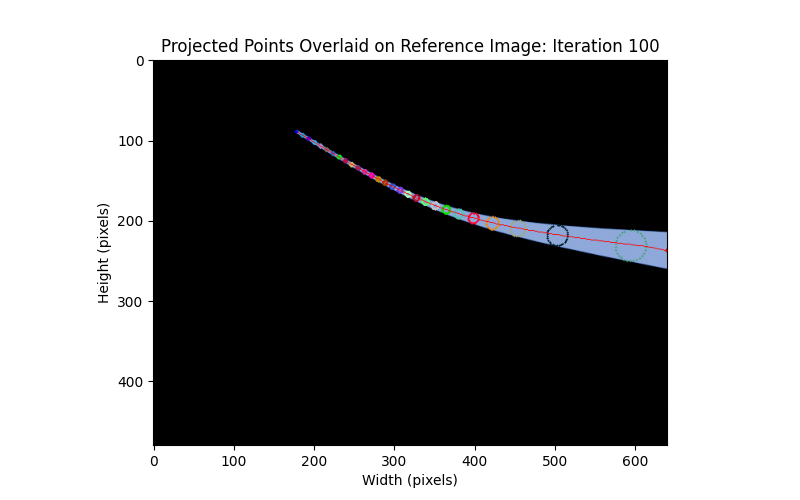 Projected Points Overlaid on Reference Image: Iteration 100
0
100
200
300
400
Height (pixels)
0 100 200 300 400 500 600
Width (pixels)